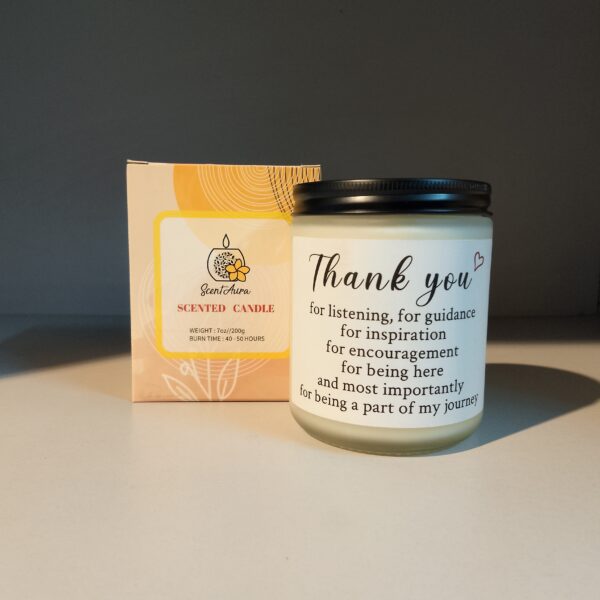 ScentAura
SCENTED CANDLE
WEIGHT : 7oz//200g
BURN TIME : 40 - 50 HOURS
Thank you
for listening, for guidance
for inspiration
for encouragement
for being here
and most importantly
for being a part of my journey